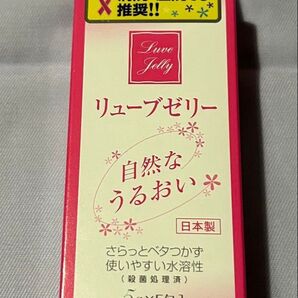 推奨!!
Luve
Jelly
リューブゼリー
自然な
うるおい
日本製
さらっとベタつかず
使いやすい水溶性
(殺菌処理済)